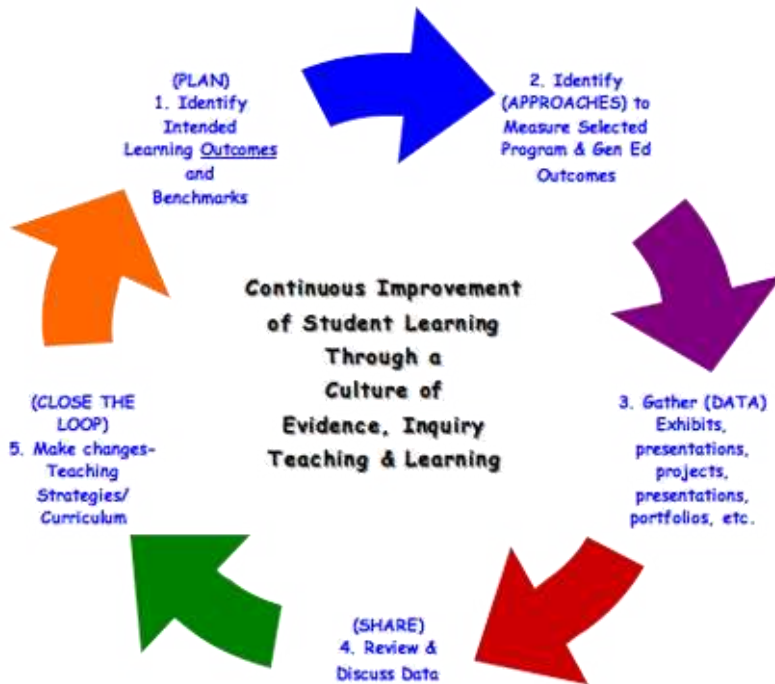 (PLAN)
1. Identify
Intended
Learning Outcomes
and
Benchmarks
2. Identify
(APPROACHES) to
Measure Selected
Program & Gen Ed
Outcomes
Continuous Improvement
of Student Learning
Through a
Culture of
Evidence, Inquiry
Teaching & Learning
3. Gather (DATA)
Exhibits,
presentations,
projects,
presentations,
portfolios, etc.
(SHARE)
4. Review &
Discuss Data
(CLOSE THE
LOOP)
5. Make changes-
Teaching
Strategies/
Curriculum